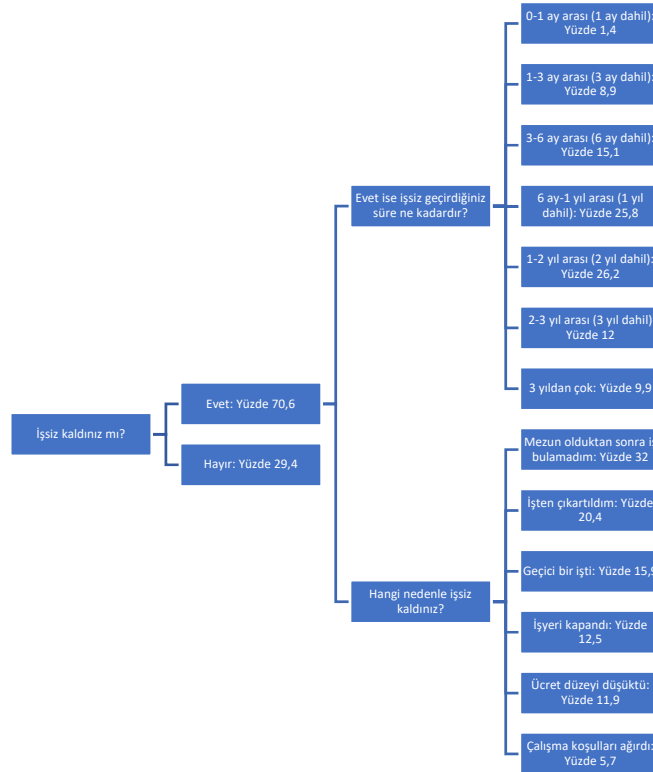 İşsiz kaldınız mı?
Evet: Yüzde 70,6
Hayır: Yüzde 29,4
Evet ise işsiz geçirdiğiniz
süre ne kadardır?
0-1 ay arası (1 ay dahil):
Yüzde 1,4
1-3 ay arası (3 ay dahil):
Yüzde 8,9
3-6 ay arası (6 ay dahil):
Yüzde 15,1
6 ay-1 yıl arası (1 yıl
dahil): Yüzde 25,8
1-2 yıl arası (2 yıl dahil):
Yüzde 26,2
2-3 yıl arası (3 yıl dahil)
Yüzde 12
3 yıldan çok: Yüzde 9,9
Hangi nedenle işsiz
kaldınız?
Mezun olduktan sonra iş
bulamadım: Yüzde 32
İşten çıkartıldım: Yüzde
20,4
Geçici bir işti: Yüzde 15,9
İşyeri kapandı: Yüzde
12,5
Ücret düzeyi düşüktü:
Yüzde 11,9
Çalışma koşulları ağırdı:
Yüzde 5,7